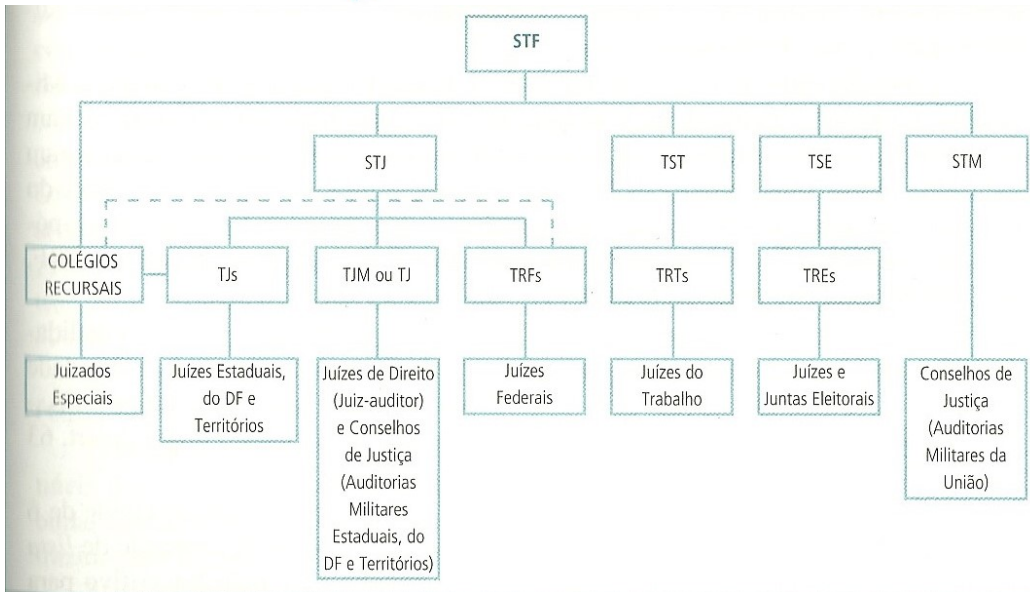 STF
STJ
TST
TSE
STM
COLÉGIOS
RECURSAIS
TJs
TJM ou TJ
TRFs
TRTs
TREs
Juizados
Especiais
Juízes Estaduais,
do DF e
Territórios
Juízes de Direito
(Juiz-auditor)
e Conselhos
de Justiça
(Auditorias
Militares
Estaduais, do
DF e Territórios)
Juízes
Federais
Juízes do
Trabalho
Juízes e
Juntas Eleitorais
Conselhos de
Justiça
(Auditorias
Militares da
União)